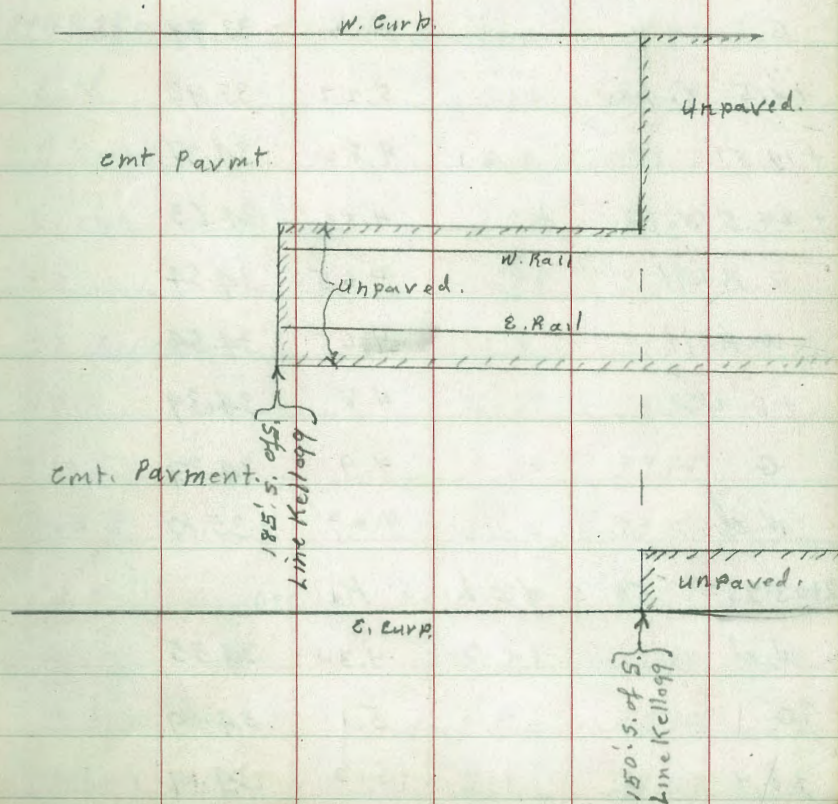 W. Curb.
Unpaved.
cmt Pavmt.
W. Rail
Unpaved.
E. Rail
185' S. of S.
Line Kellogg
Cmt. Pavment.
Unpaved.
E. Curb.
150' S. of S.
Line Kellogg